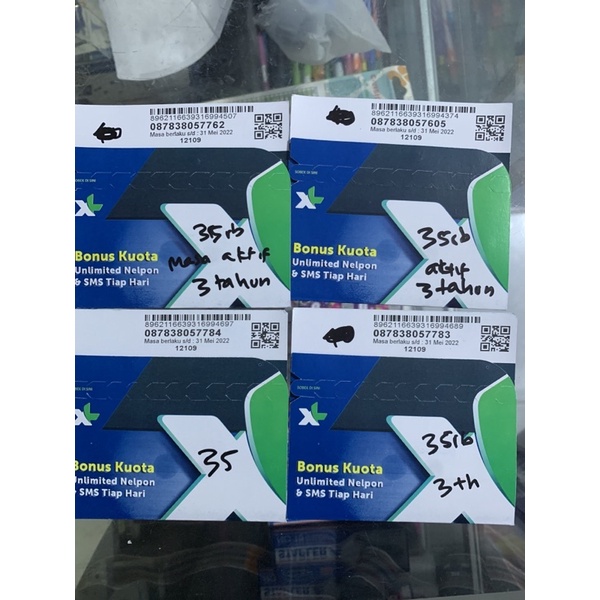 8962116639316994507
087838057762
Masa berlaku s/d : 31 Mei 2022
12109
XL
Bonus Kuota
Unlimited Nelpon
& SMS Tiap Hari
35rb
masa aktif
3 tahun
8962116639316994374
087838057605
Masa berlaku s/d : 31 Mei 2022
12109
XL
Bonus Kuota
Unlimited Nelpon
& SMS Tiap Hari
35rb
aktif
3 tahun
8962116639316994697
087838057784
Masa berlaku s/d : 31 Mei 2022
12109
XL
Bonus Kuota
Unlimited Nelpon
& SMS Tiap Hari
35
8962116639316994689
087838057783
Masa berlaku s/d : 31 Mei 2022
12109
XL
Bonus Kuota
Unlimited Nelpon
& SMS Tiap Hari
35rb
3th